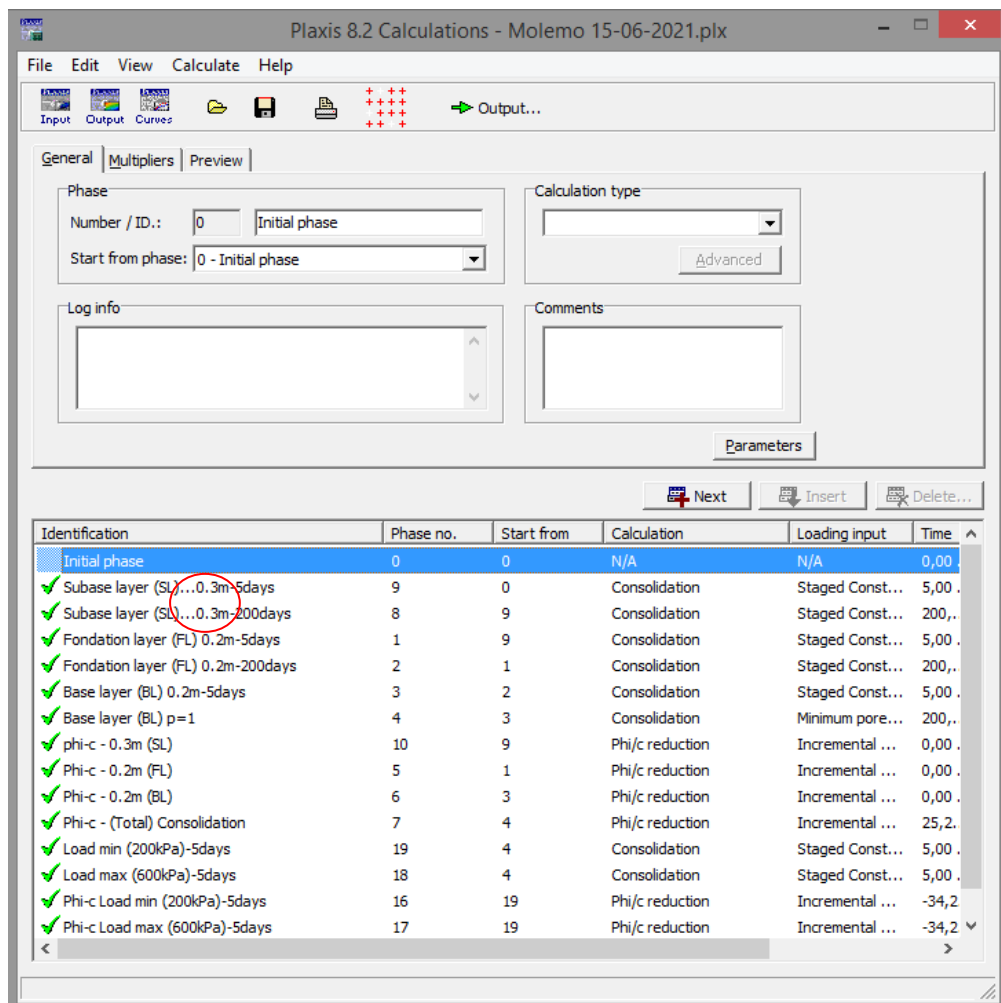 Plaxis 8.2 Calculations - Molemo 15-06-2021.plx
File Edit View Calculate Help
PLAXIS PLAXIS PLAXIS
Input Output Curves Output...
General Multipliers Preview
Phase Calculation type
Number / ID.: 0 Initial phase
Start from phase: 0 - Initial phase Advanced
Log info Comments
Parameters
Next Insert Delete...
Identification Phase no. Start from Calculation Loading input Time
Initial phase 0 0 N/A N/A 0,00 .
Subase layer (SL)...0.3m-5days 9 0 Consolidation Staged Const... 5,00 .
Subase layer (SL)...0.3m-200days 8 9 Consolidation Staged Const... 200,..
Fondation layer (FL) 0.2m-5days 1 9 Consolidation Staged Const... 5,00 .
Fondation layer (FL) 0.2m-200days 2 1 Consolidation Staged Const... 200,..
Base layer (BL) 0.2m-5days 3 2 Consolidation Staged Const... 5,00 .
Base layer (BL) p=1 4 3 Consolidation Minimum pore... 200,..
phi-c - 0.3m (SL) 10 9 Phi/c reduction Incremental ... 0,00 .
Phi-c - 0.2m (FL) 5 1 Phi/c reduction Incremental ... 0,00 .
Phi-c - 0.2m (BL) 6 3 Phi/c reduction Incremental ... 0,00 .
Phi-c - (Total) Consolidation 7 4 Phi/c reduction Incremental ... 25,2..
Load min (200kPa)-5days 19 4 Consolidation Staged Const... 5,00 .
Load max (600kPa)-5days 18 4 Consolidation Staged Const... 5,00 .
Phi-c Load min (200kPa)-5days 16 19 Phi/c reduction Incremental ... -34,2
Phi-c Load max (600kPa)-5days 17 19 Phi/c reduction Incremental ... -34,2